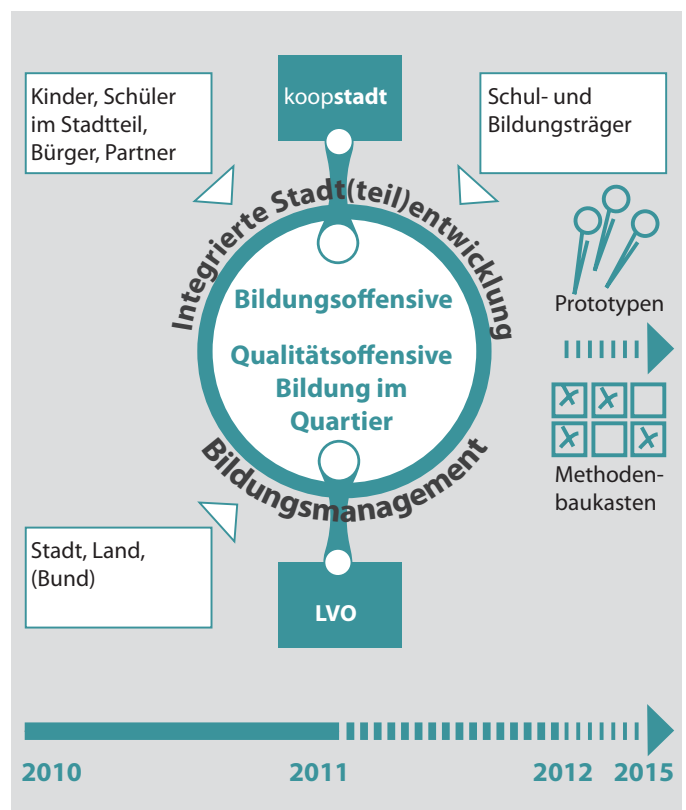 Kinder, Schüler
im Stadtteil,
Bürger, Partner
koopstadt
Schul- und
Bildungsträger
Integrierte Stadt(teil)entwicklung
Bildungsoffensive
Qualitätsoffensive
Bildung im
Quartier
Bildungsmanagement
Prototypen
Methoden-
baukasten
Stadt, Land,
(Bund)
LVO
2010
2011
2012
2015